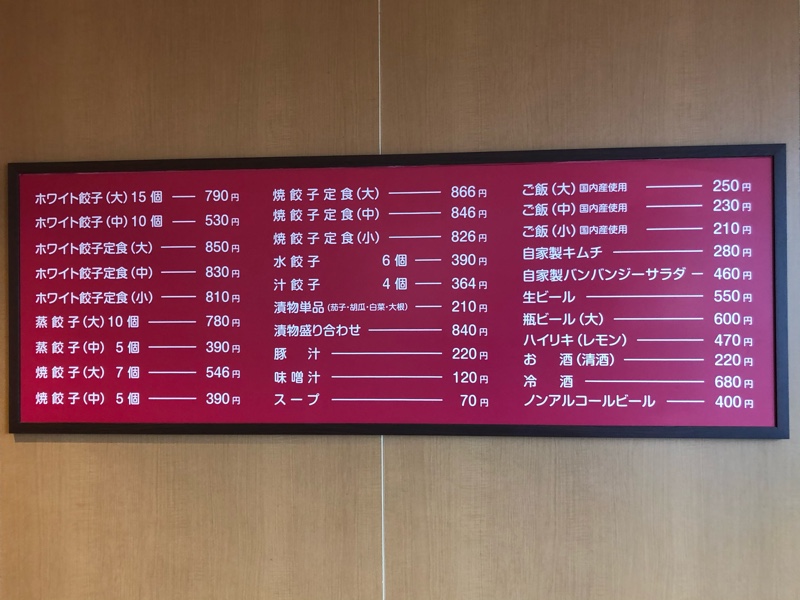 ホワイト餃子(大)15個 790円
ホワイト餃子(中)10個 530円
ホワイト餃子定食(大) 850円
ホワイト餃子定食(中) 830円
ホワイト餃子定食(小) 810円
蒸餃子(大)10個 780円
蒸餃子(中) 5個 390円
焼餃子(大) 7個 546円
焼餃子(中) 5個 390円
焼餃子定食(大) 866円
焼餃子定食(中) 846円
焼餃子定食(小) 826円
水餃子 6個 390円
汁餃子 4個 364円
漬物単品(茄子・胡瓜・白菜・大根) 210円
漬物盛り合わせ 840円
豚汁 220円
味噌汁 120円
スープ 70円
ご飯(大)国内産使用 250円
ご飯(中)国内産使用 230円
ご飯(小)国内産使用 210円
自家製キムチ 280円
自家製バンバンジーサラダ 460円
生ビール 550円
瓶ビール(大) 600円
ハイリキ(レモン) 470円
お酒(清酒) 220円
冷酒 680円
ノンアルコールビール 400円